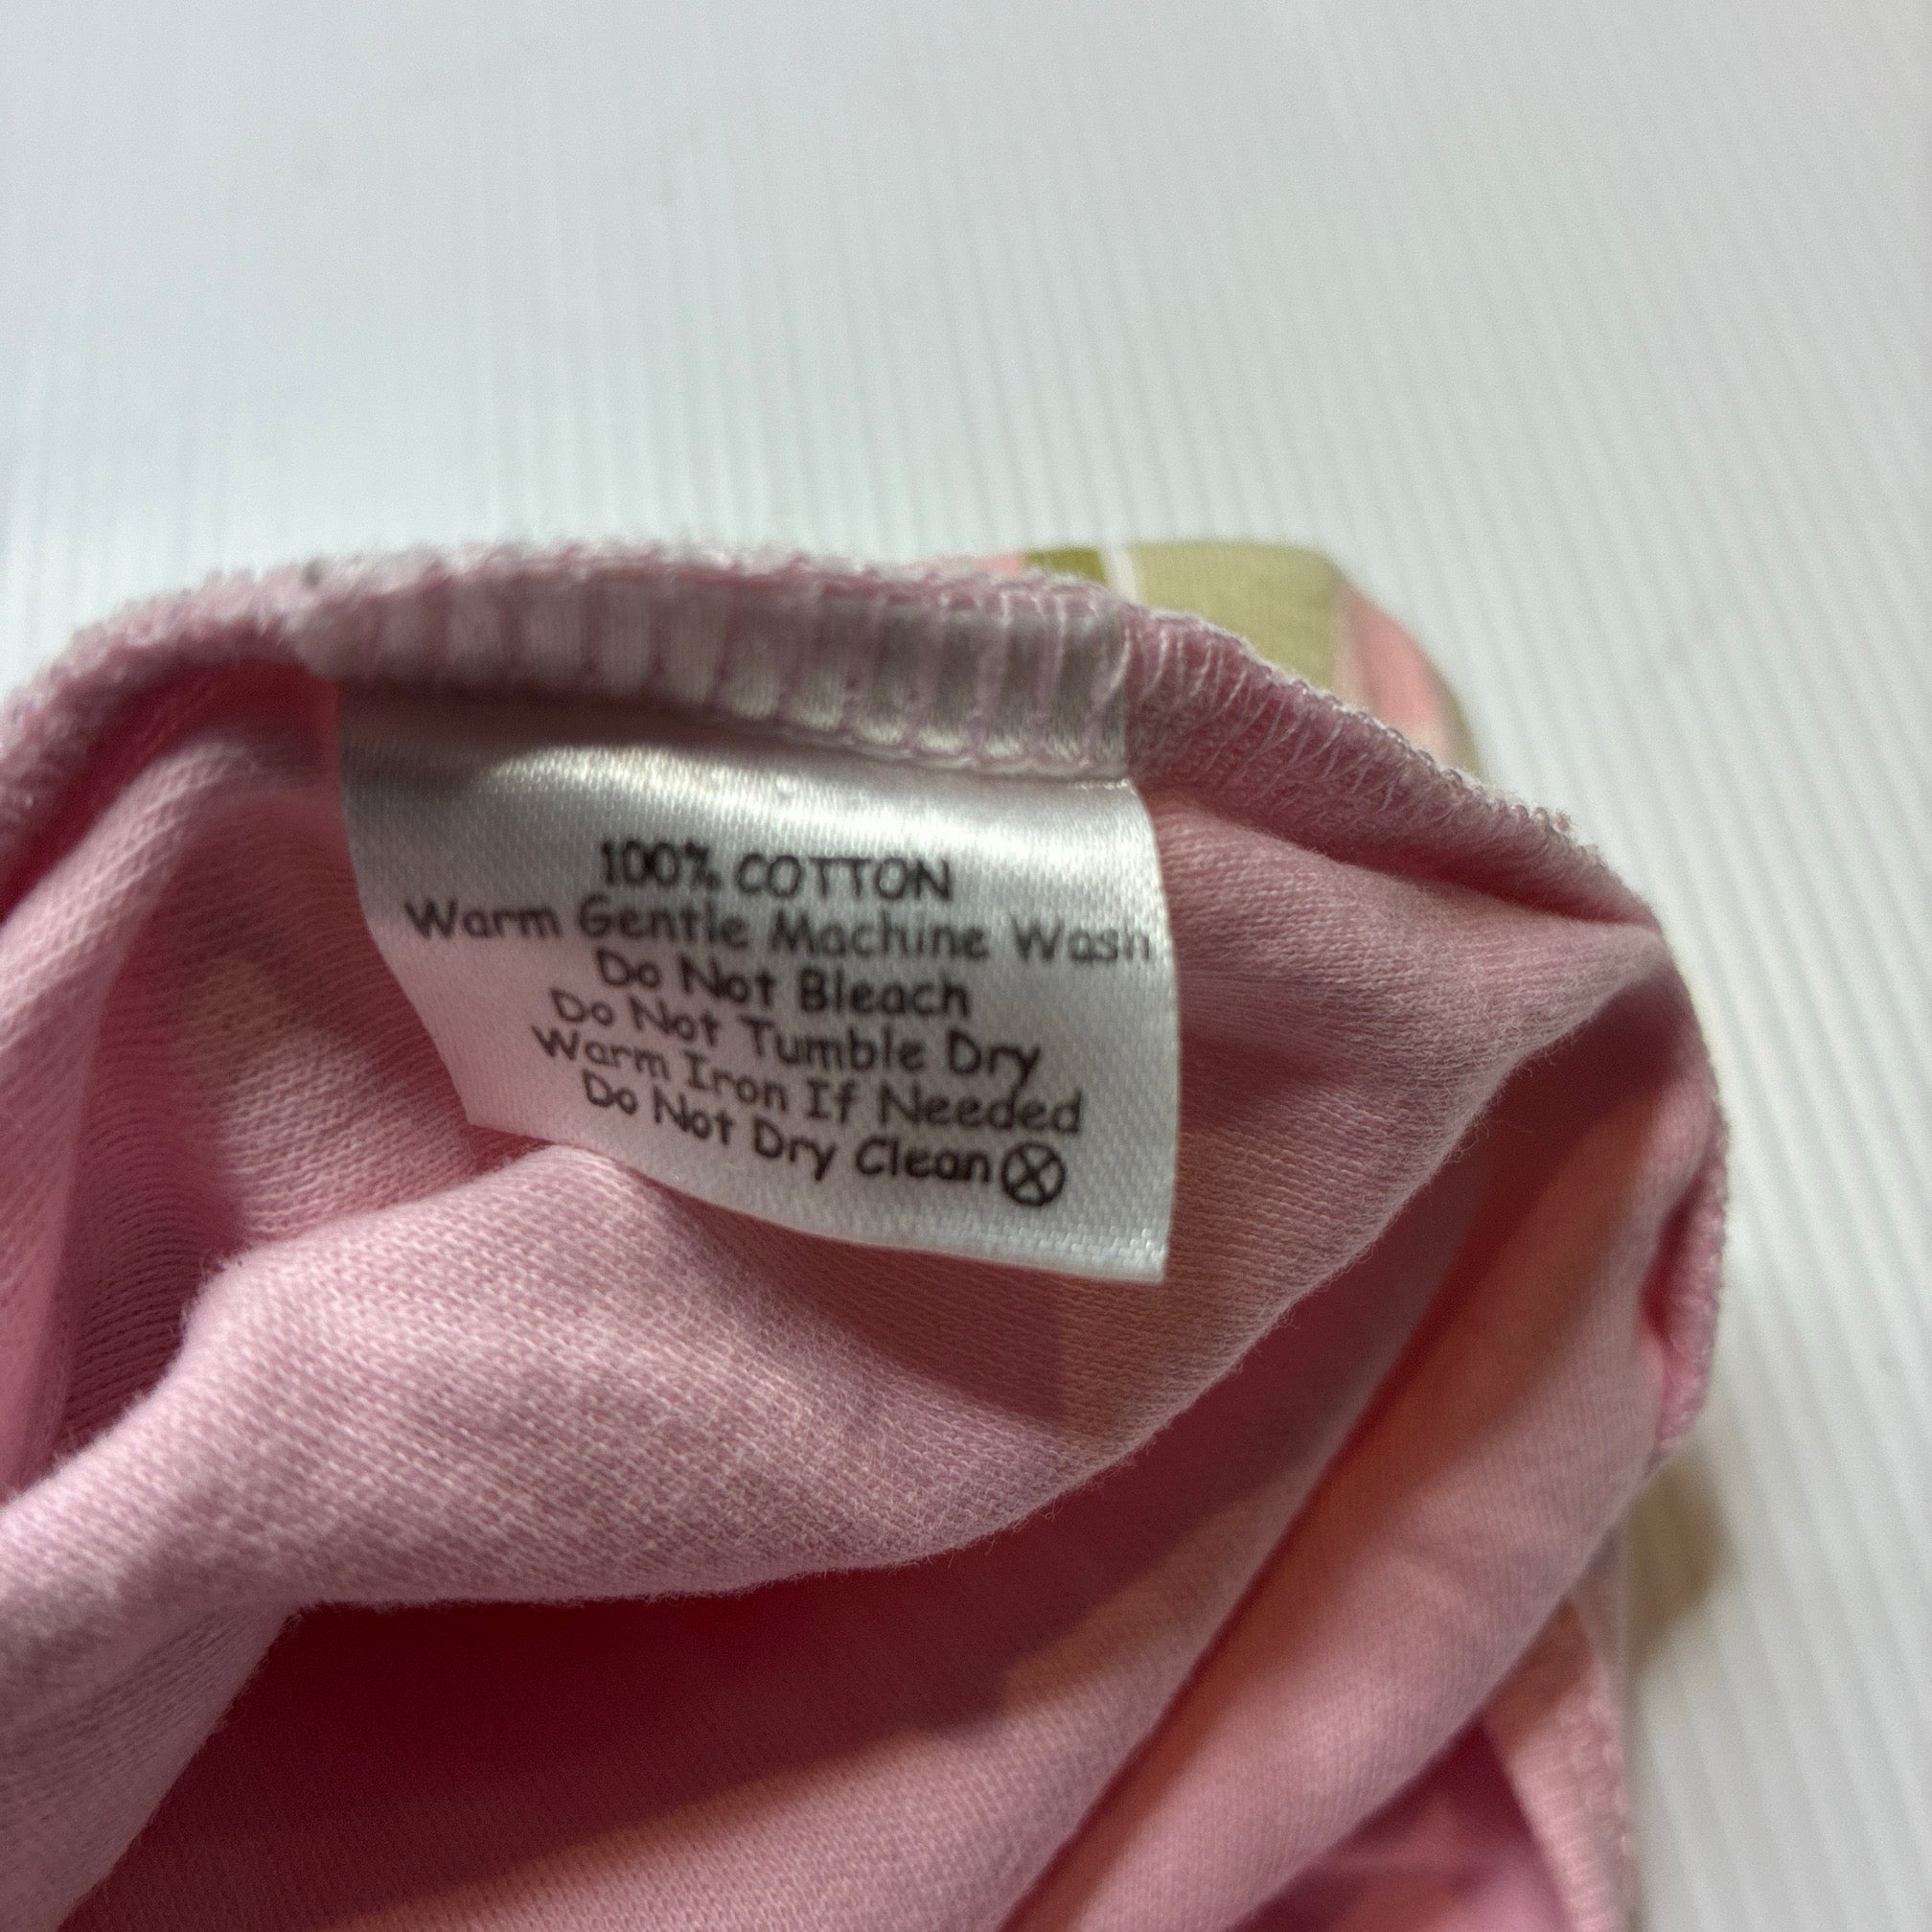 100% COTTON
Warm Gentle Machine Wash
Do Not Bleach
Do Not Tumble Dry
Warm Iron If Needed
Do Not Dry Clean